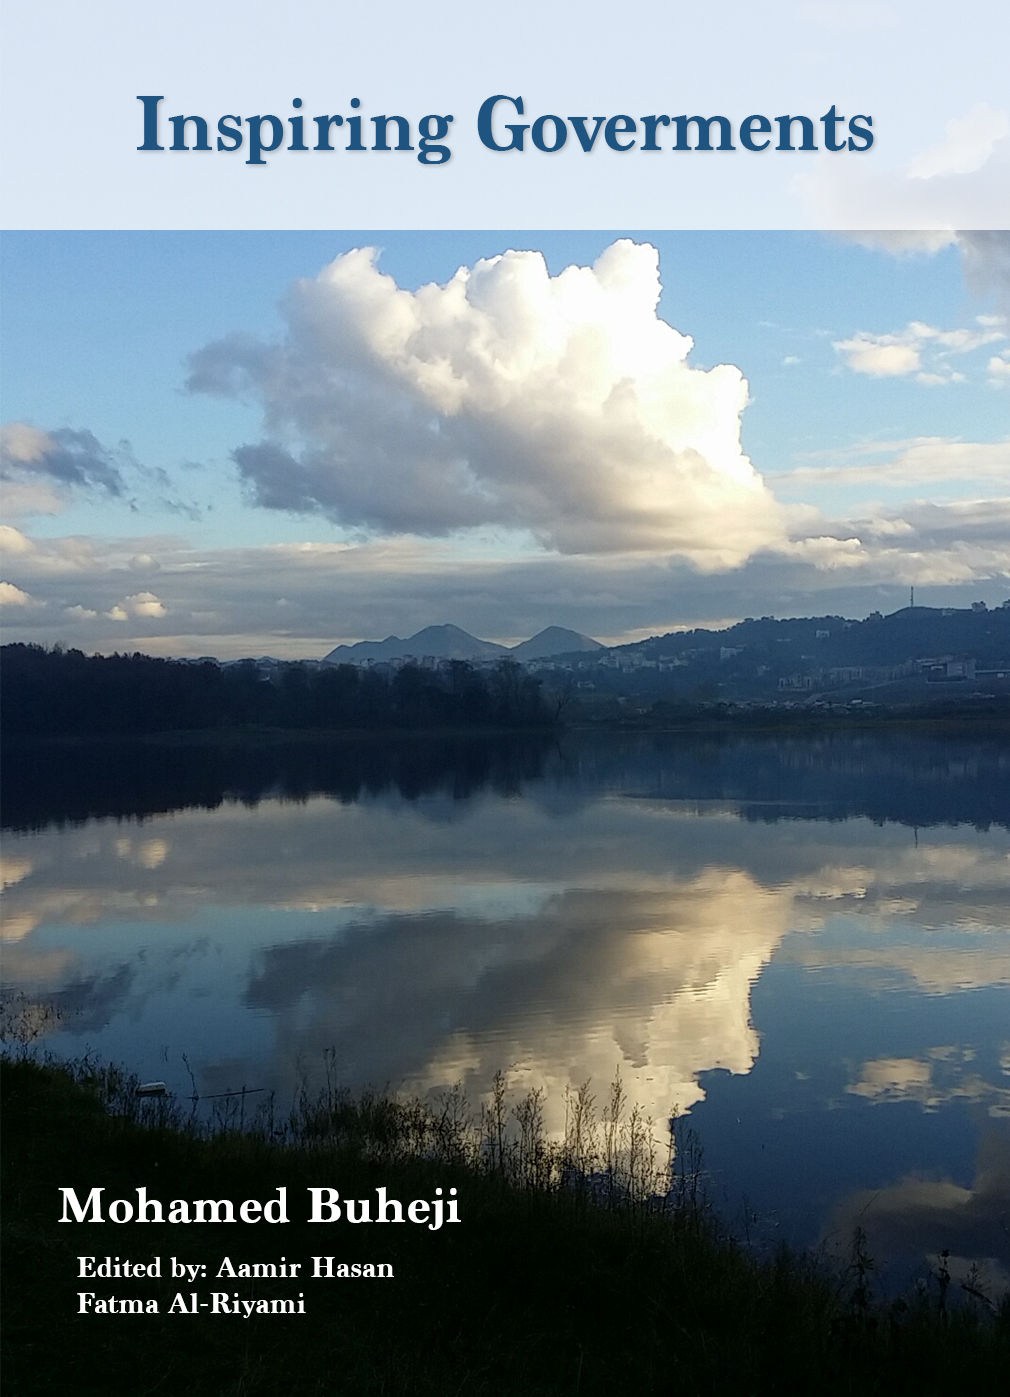 Inspiring Goverments
Mohamed Buheji
Edited by: Aamir Hasan
Fatma Al-Riyami